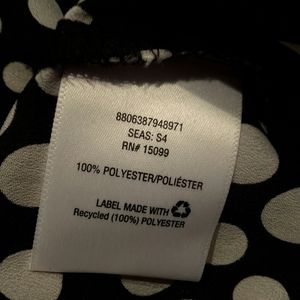 8806387948971
SEAS: S4
RN# 15099
100% POLYESTER/POLIÉSTER
LABEL MADE WITH
Recycled (100%) POLYESTER